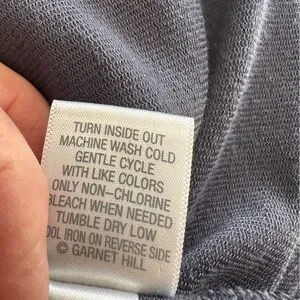 TURN INSIDE OUT
MACHINE WASH COLD
GENTLE CYCLE
WITH LIKE COLORS
ONLY NON-CHLORINE
BLEACH WHEN NEEDED
TUMBLE DRY LOW
OOL IRON ON REVERSE SIDE
© GARNET HILL